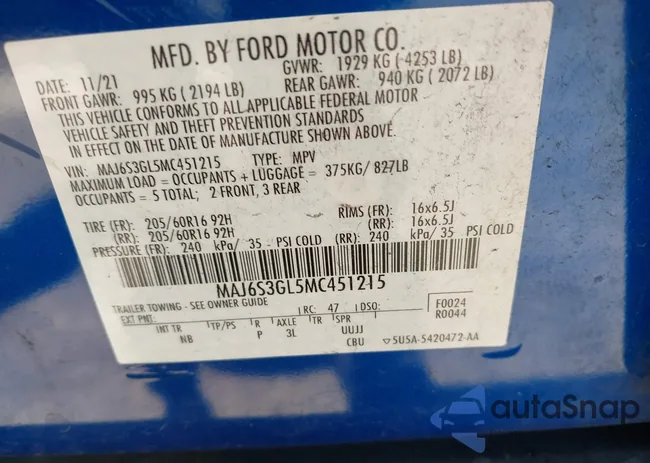 MFD. BY FORD MOTOR CO.
DATE: 11/21 GVWR: 1929 KG (-4253 LB)
FRONT GAWR: 995 KG ( 2194 LB) REAR GAWR: 940 KG (2072 LB)
THIS VEHICLE CONFORMS TO ALL APPLICABLE FEDERAL MOTOR
VEHICLE SAFETY AND THEFT PREVENTION STANDARDS
IN EFFECT ON THE DATE OF MANUFACTURE SHOWN ABOVE.
VIN: MAJ6S3GL5MC451215 TYPE: MPV
MAXIMUM LOAD = OCCUPANTS + LUGGAGE = 375KG/ 827LB
OCCUPANTS = 5 TOTAL; 2 FRONT, 3 REAR
TIRE (FR): 205/60R16 92H RIMS (FR): 16x6.5J
(RR): 205/60R16 92H (RR): 16x6.5J
PRESSURE (FR): 240 kPa/ 35 PSI COLD (RR): 240 kPa/ 35 PSI COLD
MAJ6S3GL5MC451215
TRAILER TOWING - SEE OWNER GUIDE
EXT PNT: RC: 47 DSO: F0024
R0044
INT TR TP/PS R AXLE TR SPR
NB P 3L UUJJ
CBU 5U5A-5420472-AA
autoSnap